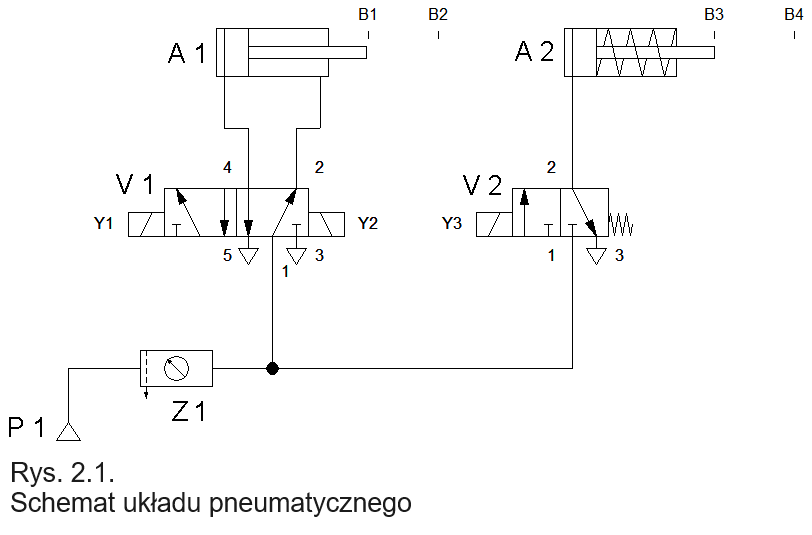 B1 B2 B3 B4
A 1 A 2
4 2 2
V 1 V 2
Y1 Y2 Y3
5 3 1 3
1
Z 1
P 1
Rys. 2.1.
Schemat układu pneumatycznego